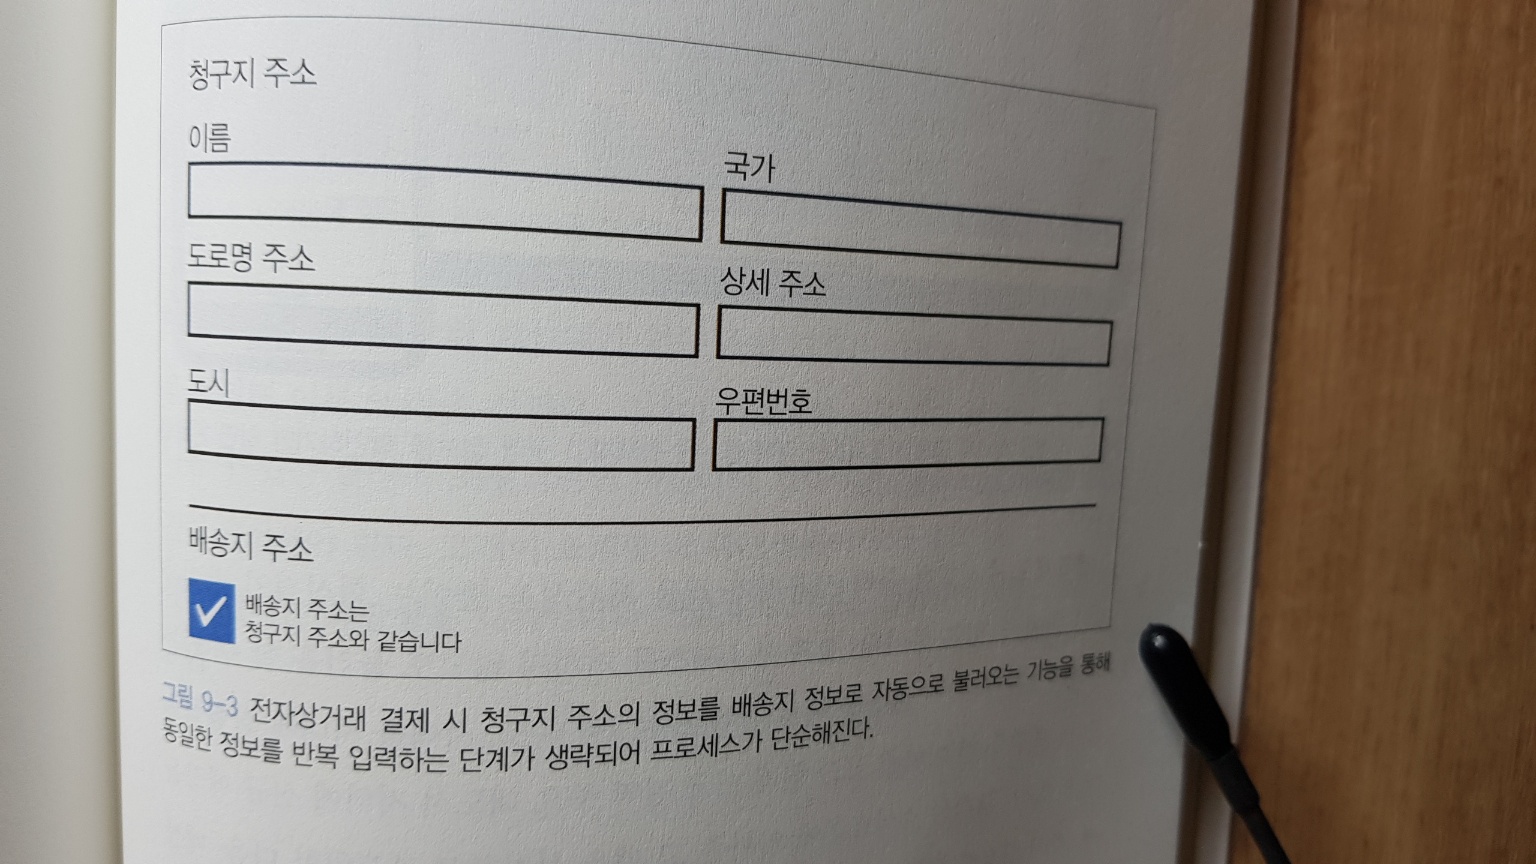 청구지 주소
이름
국가
도로명 주소
상세 주소
도시
우편번호
배송지 주소
배송지 주소는
청구지 주소와 같습니다
그림 9-3 전자상거래 결제 시 청구지 주소의 정보를 배송지 정보로 자동으로 불러오는 기능을 통해
동일한 정보를 반복 입력하는 단계가 생략되어 프로세스가 단순해진다.